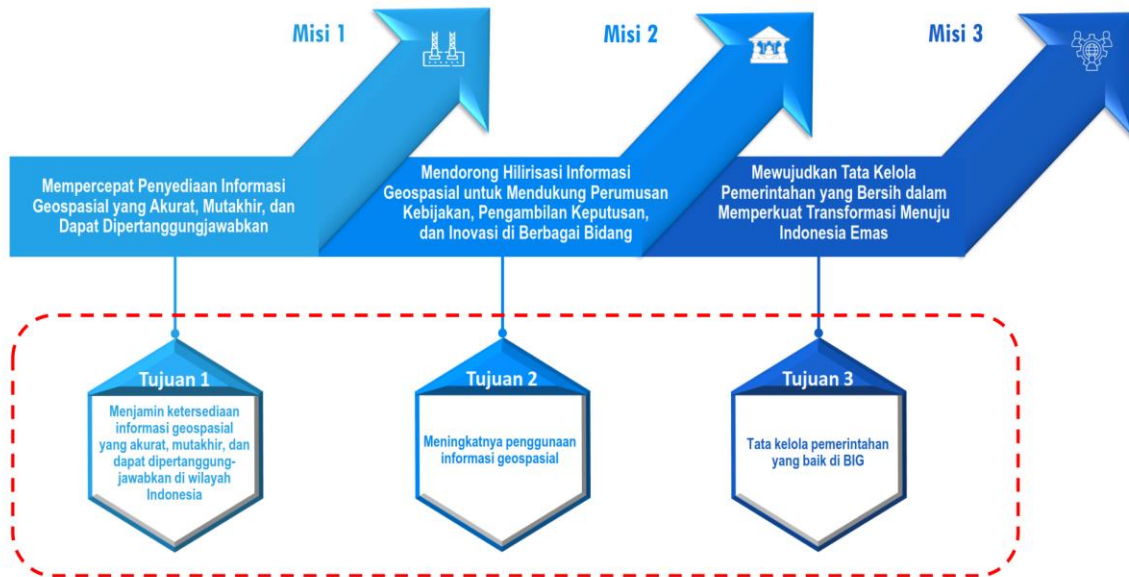 Misi 1
Misi 2
Misi 3
Mempercepat Penyediaan Informasi
Geospasial yang Akurat, Mutakhir, dan
Dapat Dipertanggungjawabkan
Mendorong Hilirisasi Informasi
Geospasial untuk Mendukung Perumusan
Kebijakan, Pengambilan Keputusan,
dan Inovasi di Berbagai Bidang
Mewujudkan Tata Kelola
Pemerintahan yang Bersih dalam
Memperkuat Transformasi Menuju
Indonesia Emas
Tujuan 1
Menjamin ketersediaan
informasi geospasial
yang akurat, mutakhir, dan
dapat dipertanggung-
jawabkan di wilayah
Indonesia
Tujuan 2
Meningkatnya penggunaan
informasi geospasial
Tujuan 3
Tata kelola pemerintahan
yang baik di BIG